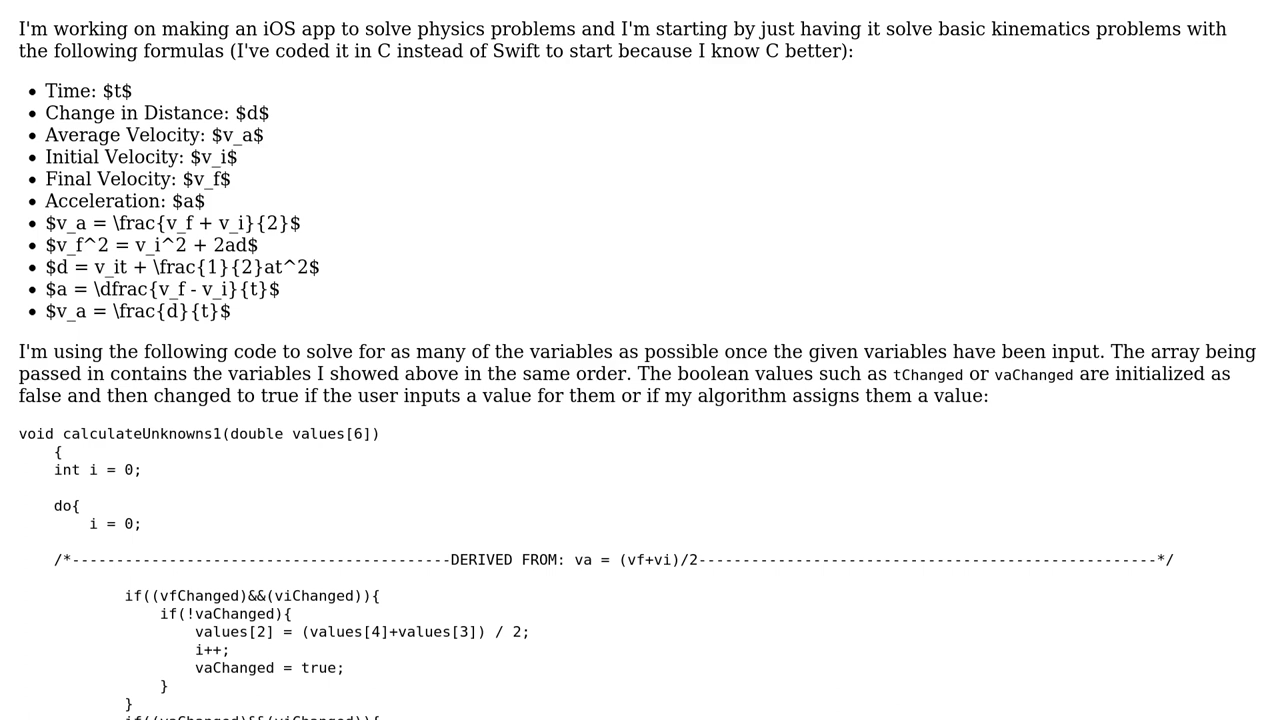 I'm working on making an iOS app to solve physics problems and I'm starting by just having it solve basic kinematics problems with
the following formulas (I've coded it in C instead of Swift to start because I know C better):
• Time: $t$
• Change in Distance: $d$
• Average Velocity: $v_a$
• Initial Velocity: $v_i$
• Final Velocity: $v_f$
• Acceleration: $a$
• $v_a = \frac{v_f + v_i}{2}$
• $v_f^2 = v_i^2 + 2ad$
• $d = v_it + \frac{1}{2}at^2$
• $a = \dfrac{v_f - v_i}{t}$
• $v_a = \frac{d}{t}$
I'm using the following code to solve for as many of the variables as possible once the given variables have been input. The array being
passed in contains the variables I showed above in the same order. The boolean values such as tChanged or vaChanged are initialized as
false and then changed to true if the user inputs a value for them or if my algorithm assigns them a value:
void calculateUnknowns1(double values[6])
    {
    int i = 0;
    do{
        i = 0;
    /*-------------------------------------------DERIVED FROM: va = (vf+vi)/2----------------------------------------------------*/
            if((vfChanged)&&(viChanged)){
                if(!vaChanged){
                    values[2] = (values[4]+values[3]) / 2;
                    i++;
                    vaChanged = true;
                }
            }
            if((vaChanged)&&(viChanged)){